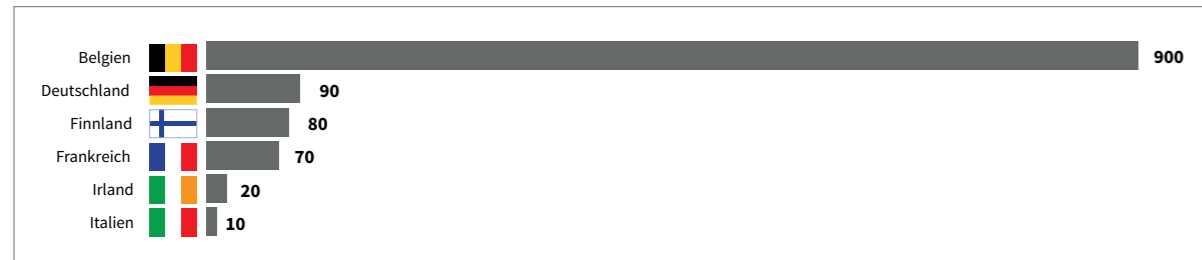 Belgien 900
Deutschland 90
Finnland 80
Frankreich 70
Irland 20
Italien 10